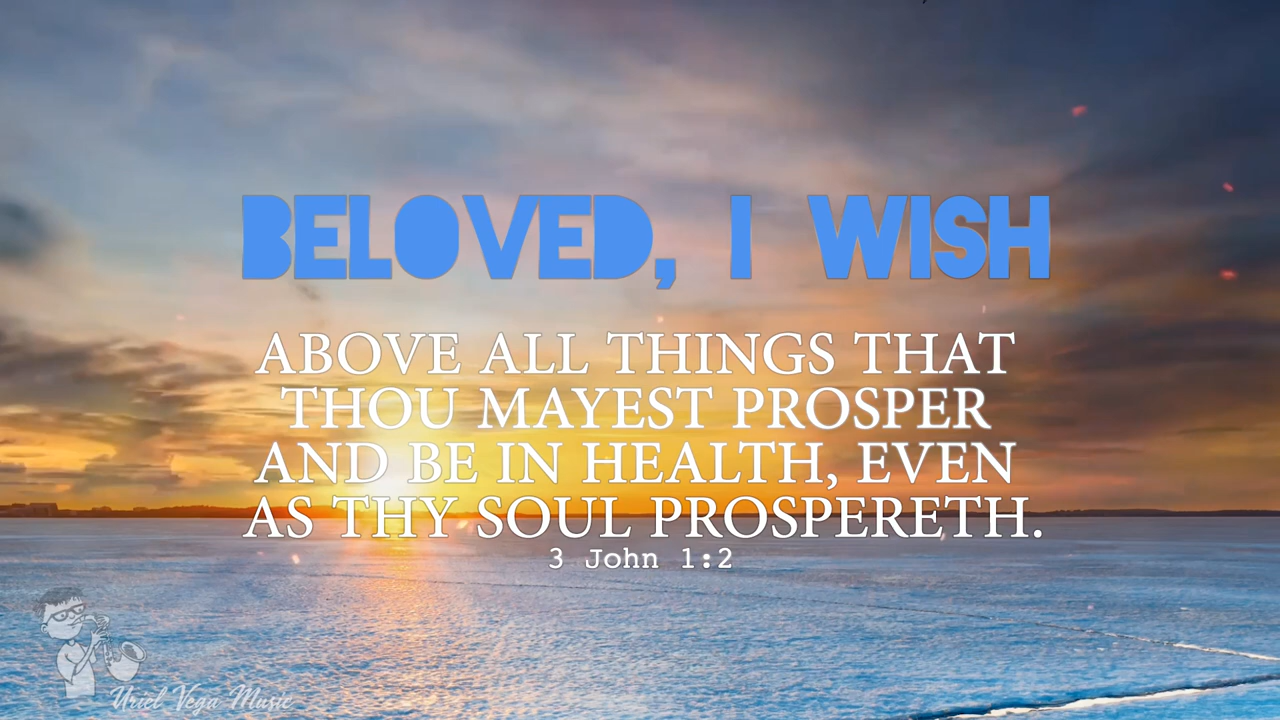 BELOVED, I WISH
ABOVE ALL THINGS THAT
THOU MAYEST PROSPER
AND BE IN HEALTH, EVEN
AS THY SOUL PROSPERETH.
3 John 1:2
Uriel Vega Music